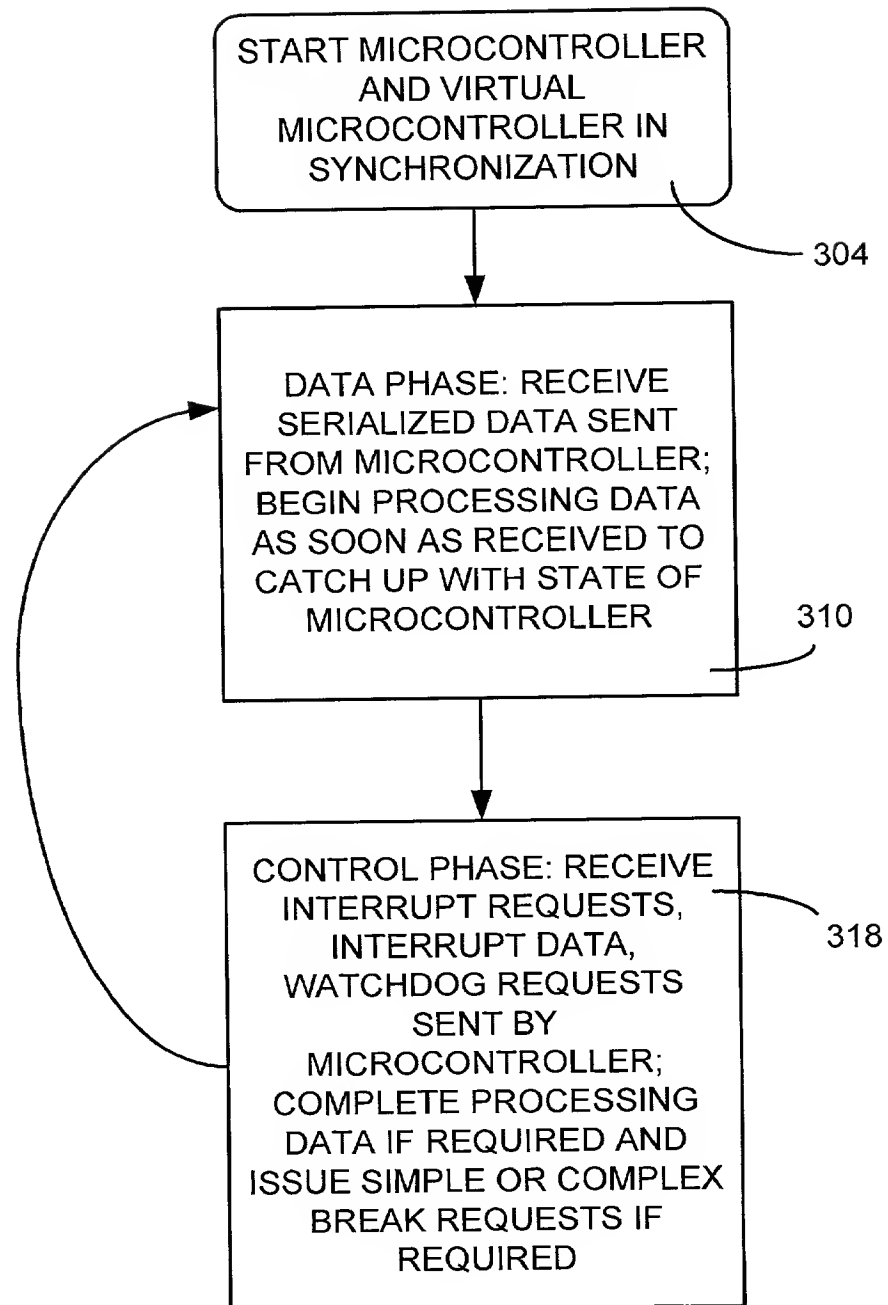 START MICROCONTROLLER
AND VIRTUAL
MICROCONTROLLER IN
SYNCHRONIZATION
304
DATA PHASE: RECEIVE
SERIALIZED DATA SENT
FROM MICROCONTROLLER;
BEGIN PROCESSING DATA
AS SOON AS RECEIVED TO
CATCH UP WITH STATE OF
MICROCONTROLLER
310
CONTROL PHASE: RECEIVE
INTERRUPT REQUESTS,
INTERRUPT DATA,
WATCHDOG REQUESTS
SENT BY
MICROCONTROLLER;
COMPLETE PROCESSING
DATA IF REQUIRED AND
ISSUE SIMPLE OR COMPLEX
BREAK REQUESTS IF
REQUIRED
318